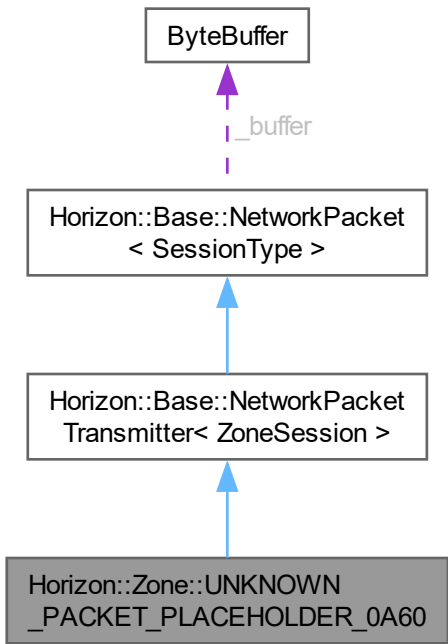 ByteBuffer
_buffer
Horizon::Base::NetworkPacket
< SessionType >
Horizon::Base::NetworkPacket
Transmitter< ZoneSession >
Horizon::Zone::UNKNOWN
_PACKET_PLACEHOLDER_0A60